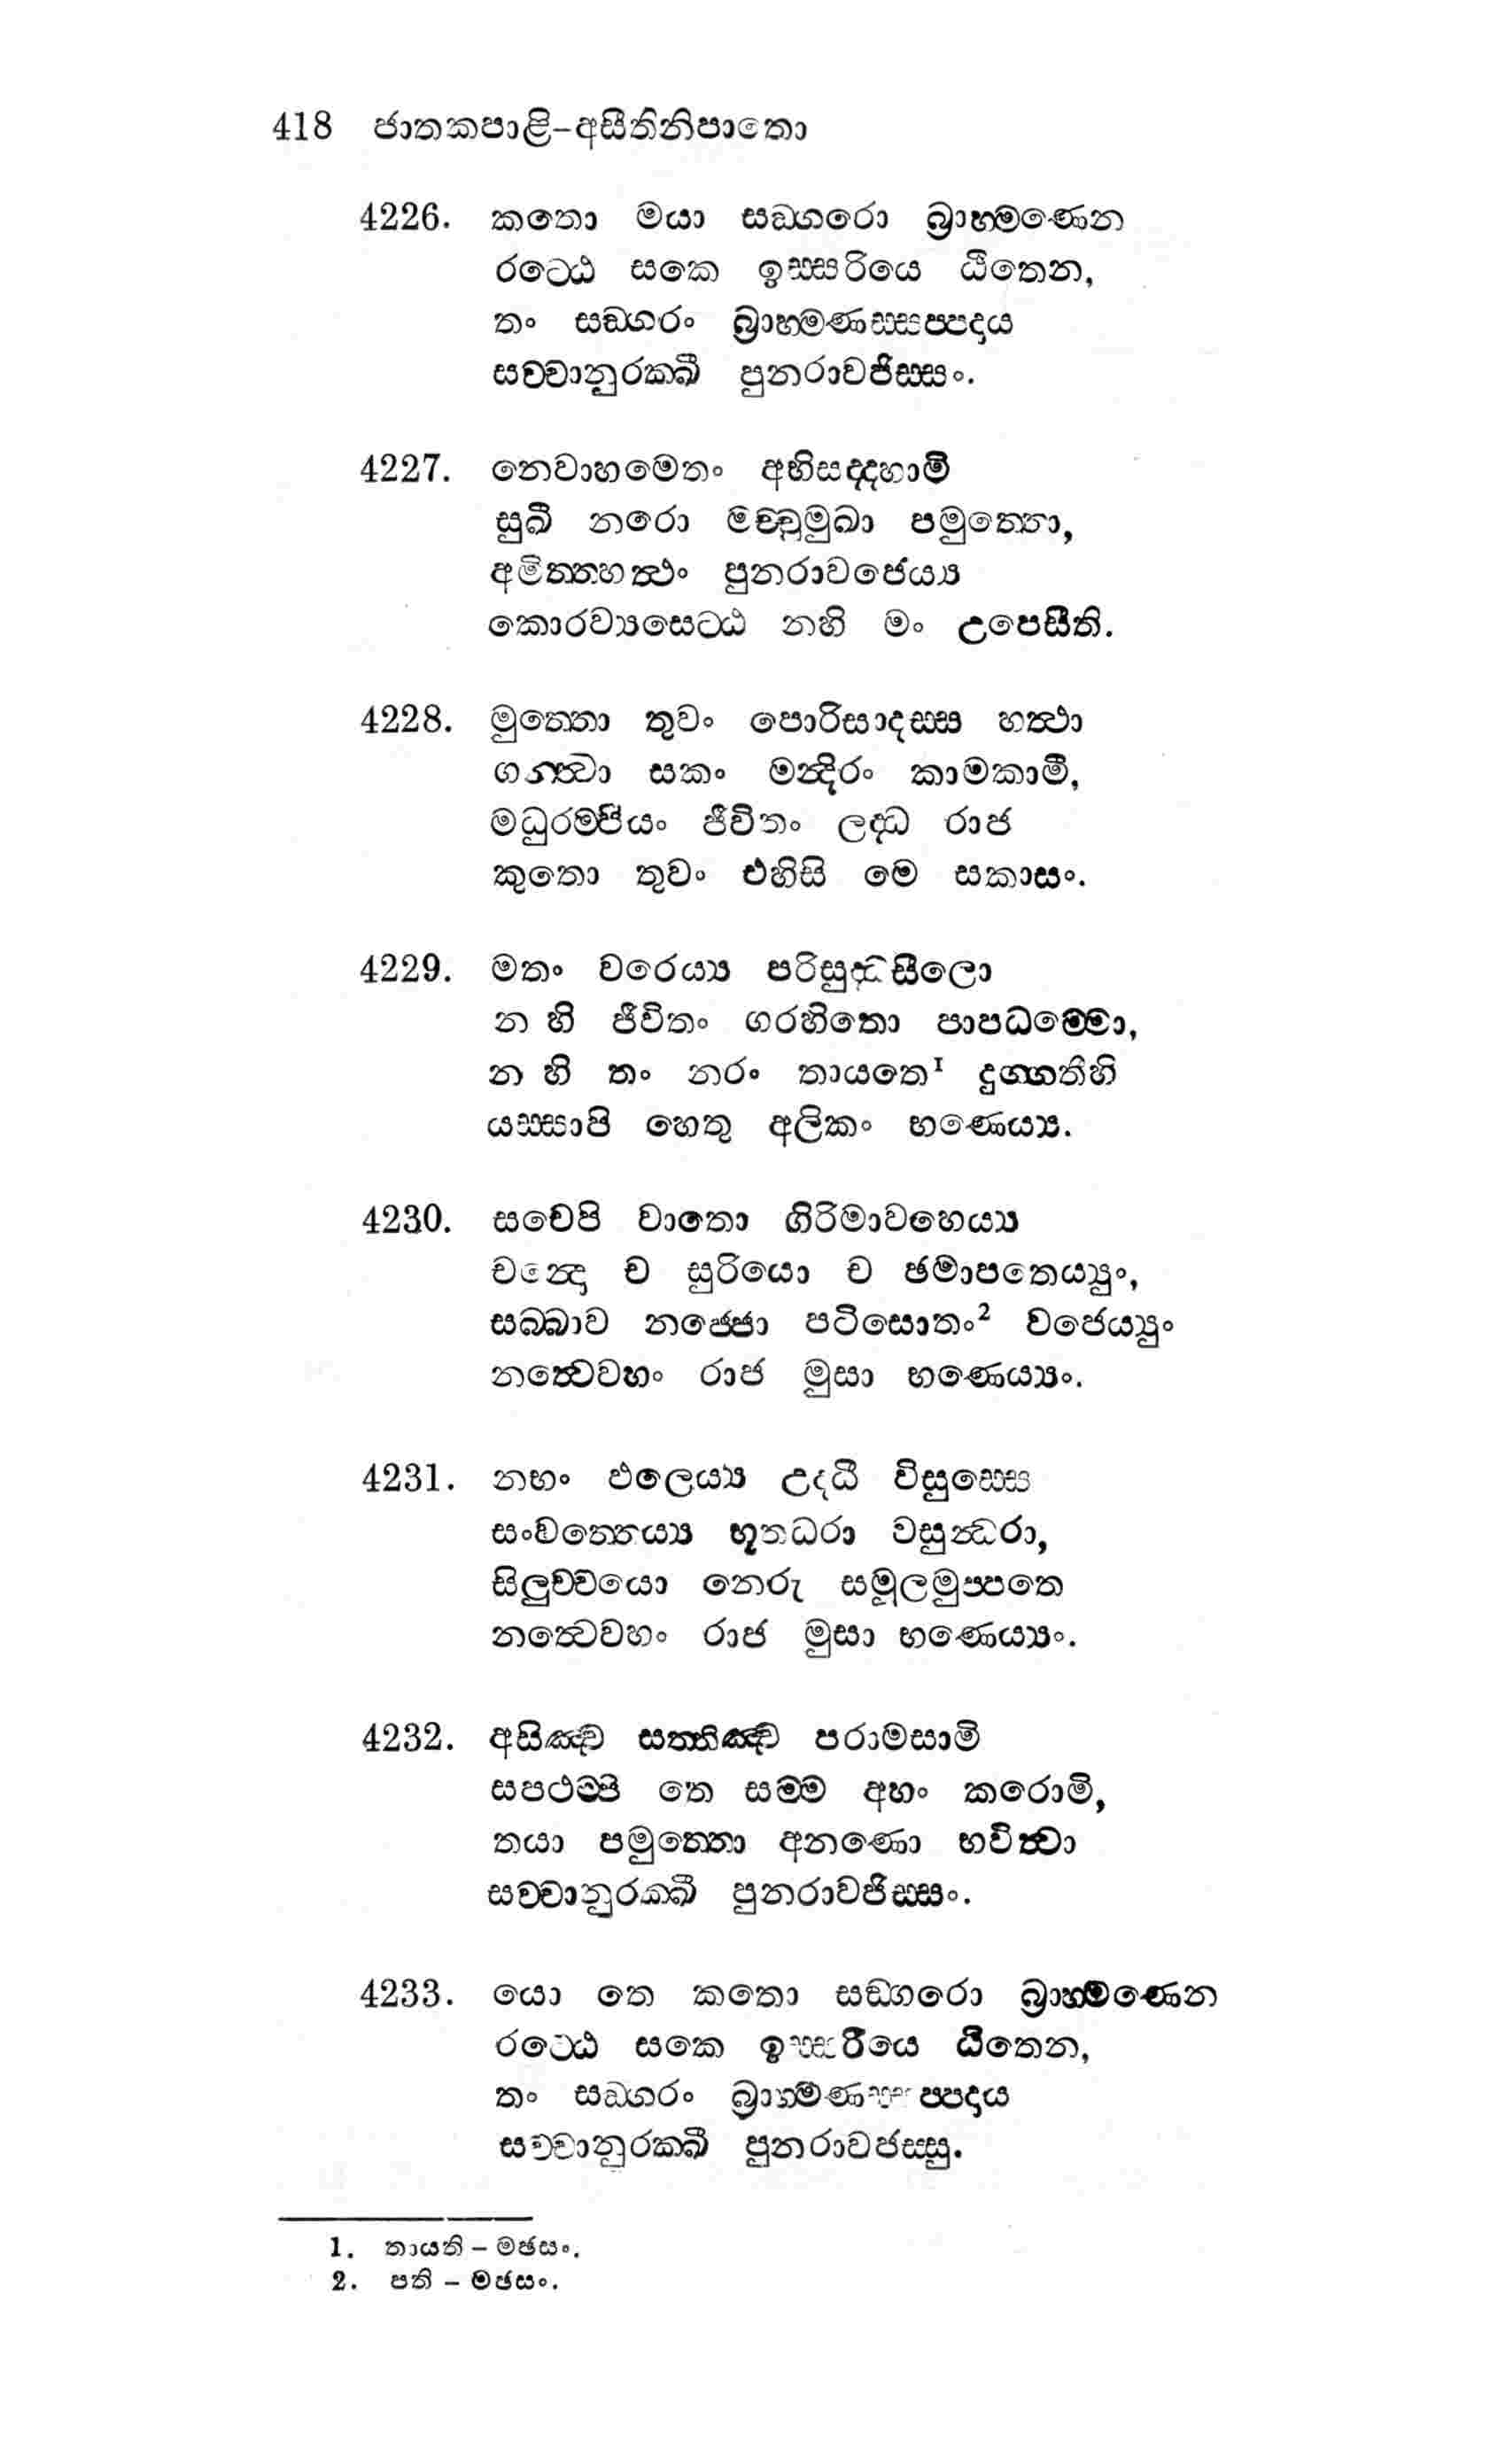 418 ජාතකපාළි-අසීතිනිපාතො
4226. කතො මයා සඞ්ගරො බ්‍රාහ්මණෙන
රට්ඨෙ සකෙ ඉස්සරියෙ ඨිතෙන,
තං සඞ්ගරං බ්‍රාහ්මණස්සප්පදාය
සච්චානුරක්ඛී පුනරාවජිස්සං.
4227. නෙවාහමෙතං අභිසද්දහාමි
සුඛී නරො මච්චුමුඛා පමුත්තො,
අමිත්තහත්ථං පුනරාවජෙය්‍ය
කොරව්‍යසෙට්ඨ නහි මං උපෙසීති.
4228. මුත්තො තුවං පොරිසාදස්ස හත්ථා
ගන්ත්‍වා සකං මන්දිරං කාමකාමී,
මධුරම්පියං ජීවිතං ලද්ධ රාජ
කුතො තුවං එහිසි මෙ සකාසං.
4229. මතං වරෙය්‍ය පරිසුද්ධසීලො
න හි ජීවිතං ගරහිතො පාපධම්මො,
න හි තං නරං තායතෙ¹ දුග්ගතීහි
යස්සාපි හෙතු අලිකං භණෙය්‍ය.
4230. සචෙපි වාතො ගිරිමාවහෙය්‍ය
චන්දො ච සුරියො ච ඡමාපතෙය්‍යුං,
සබ්බාව නජ්ජො පටිසොතං² වජෙය්‍යුං
නත්‍වෙවහං රාජ මුසා භණෙය්‍යං.
4231. නභං ඵලෙය්‍ය උදධී විසුස්සෙ
සංවත්තෙය්‍ය භූතධරා වසුන්ධරා,
සිලුච්චයො නෙරු සමූලමුප්පතෙ
නත්‍වෙවහං රාජ මුසා භණෙය්‍යං.
4232. අසිඤ්ච සත්තිඤ්ච පරාමසාමි
සපථම්පි තෙ සම්ම අහං කරොමි,
තයා පමුත්තො අනණො භවිත්‍වා
සච්චානුරක්ඛී පුනරාවජිස්සං.
4233. යො තෙ කතො සඞ්ගරො බ්‍රාහ්මණෙන
රට්ඨෙ සකෙ ඉස්සරියෙ ඨිතෙන,
තං සඞ්ගරං බ්‍රාහ්මණස්සප්පදාය
සච්චානුරක්ඛී පුනරාවජස්සු.
1. තායති – මඡසං.
2. පති – මඡසං.